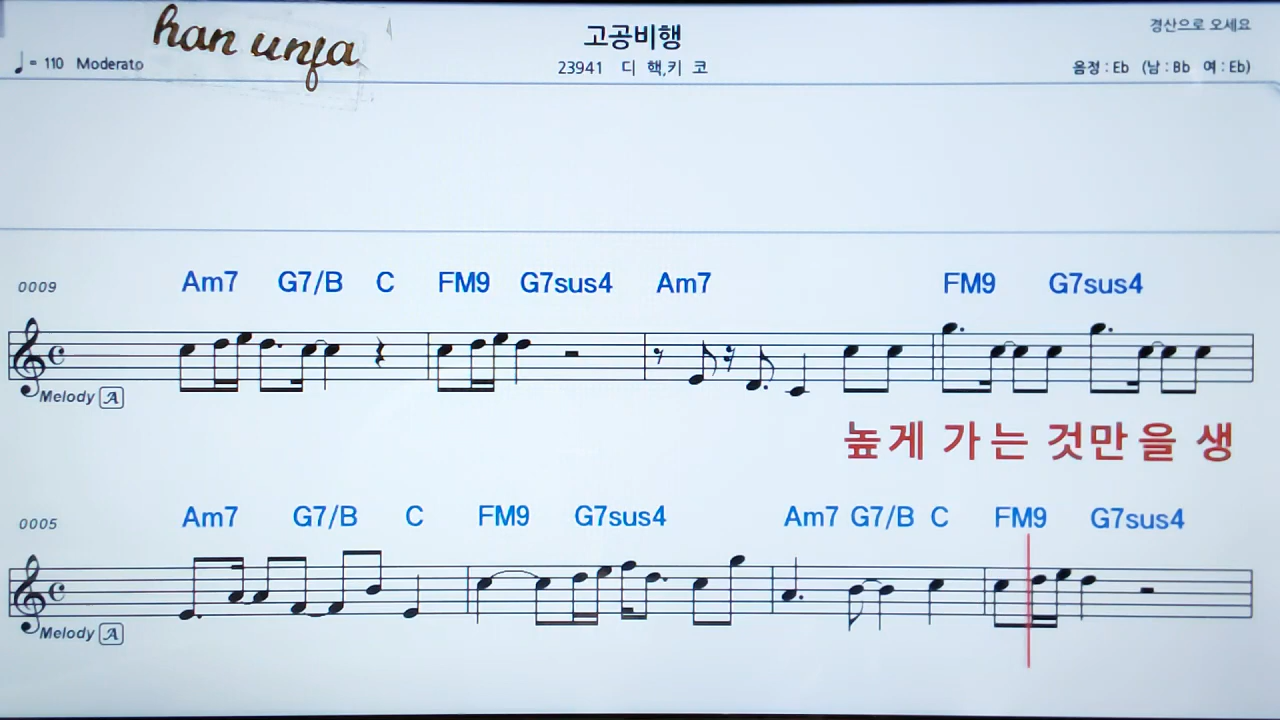 han unfa
고공비행
경산으로 오세요
♩= 110 Moderato
23941 디 핵,키 코
음정 : Eb (남 : Bb 여 : Eb)
0009 Am7 G7/B C FM9 G7sus4 Am7 FM9 G7sus4
Melody A
높게 가는 것만을 생
0005 Am7 G7/B C FM9 G7sus4 Am7 G7/B C FM9 G7sus4
Melody A